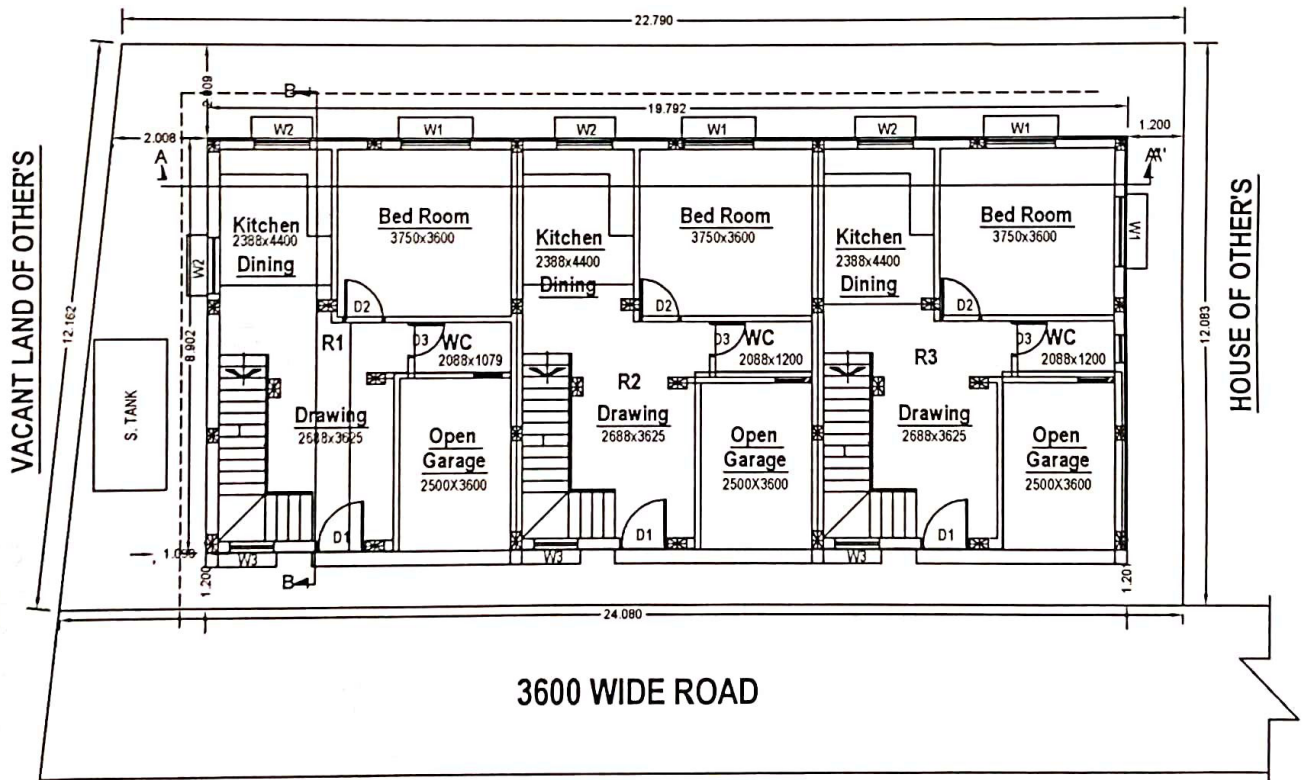 22.790
B
19.792
2.008
1.200
W2
W1
W2
W1
W2
W1
A
VACANT LAND OF OTHER'S
12.162
8.902
W2
Kitchen
2388x4400
Dining
Bed Room
3750x3600
D2
Kitchen
2388x4400
Dining
Bed Room
3750x3600
D2
Kitchen
2388x4400
Dining
Bed Room
3750x3600
D2
W1
12.083
HOUSE OF OTHER'S
R1
D3
WC
2088x1079
R2
D3
WC
2088x1200
R3
D3
WC
2088x1200
S. TANK
Drawing
2688x3625
Open
Garage
2500X3600
Drawing
2688x3625
Open
Garage
2500X3600
Drawing
2688x3625
Open
Garage
2500X3600
D1
D1
D1
W3
W3
W3
B
1.200
1.201
24.080
3600 WIDE ROAD